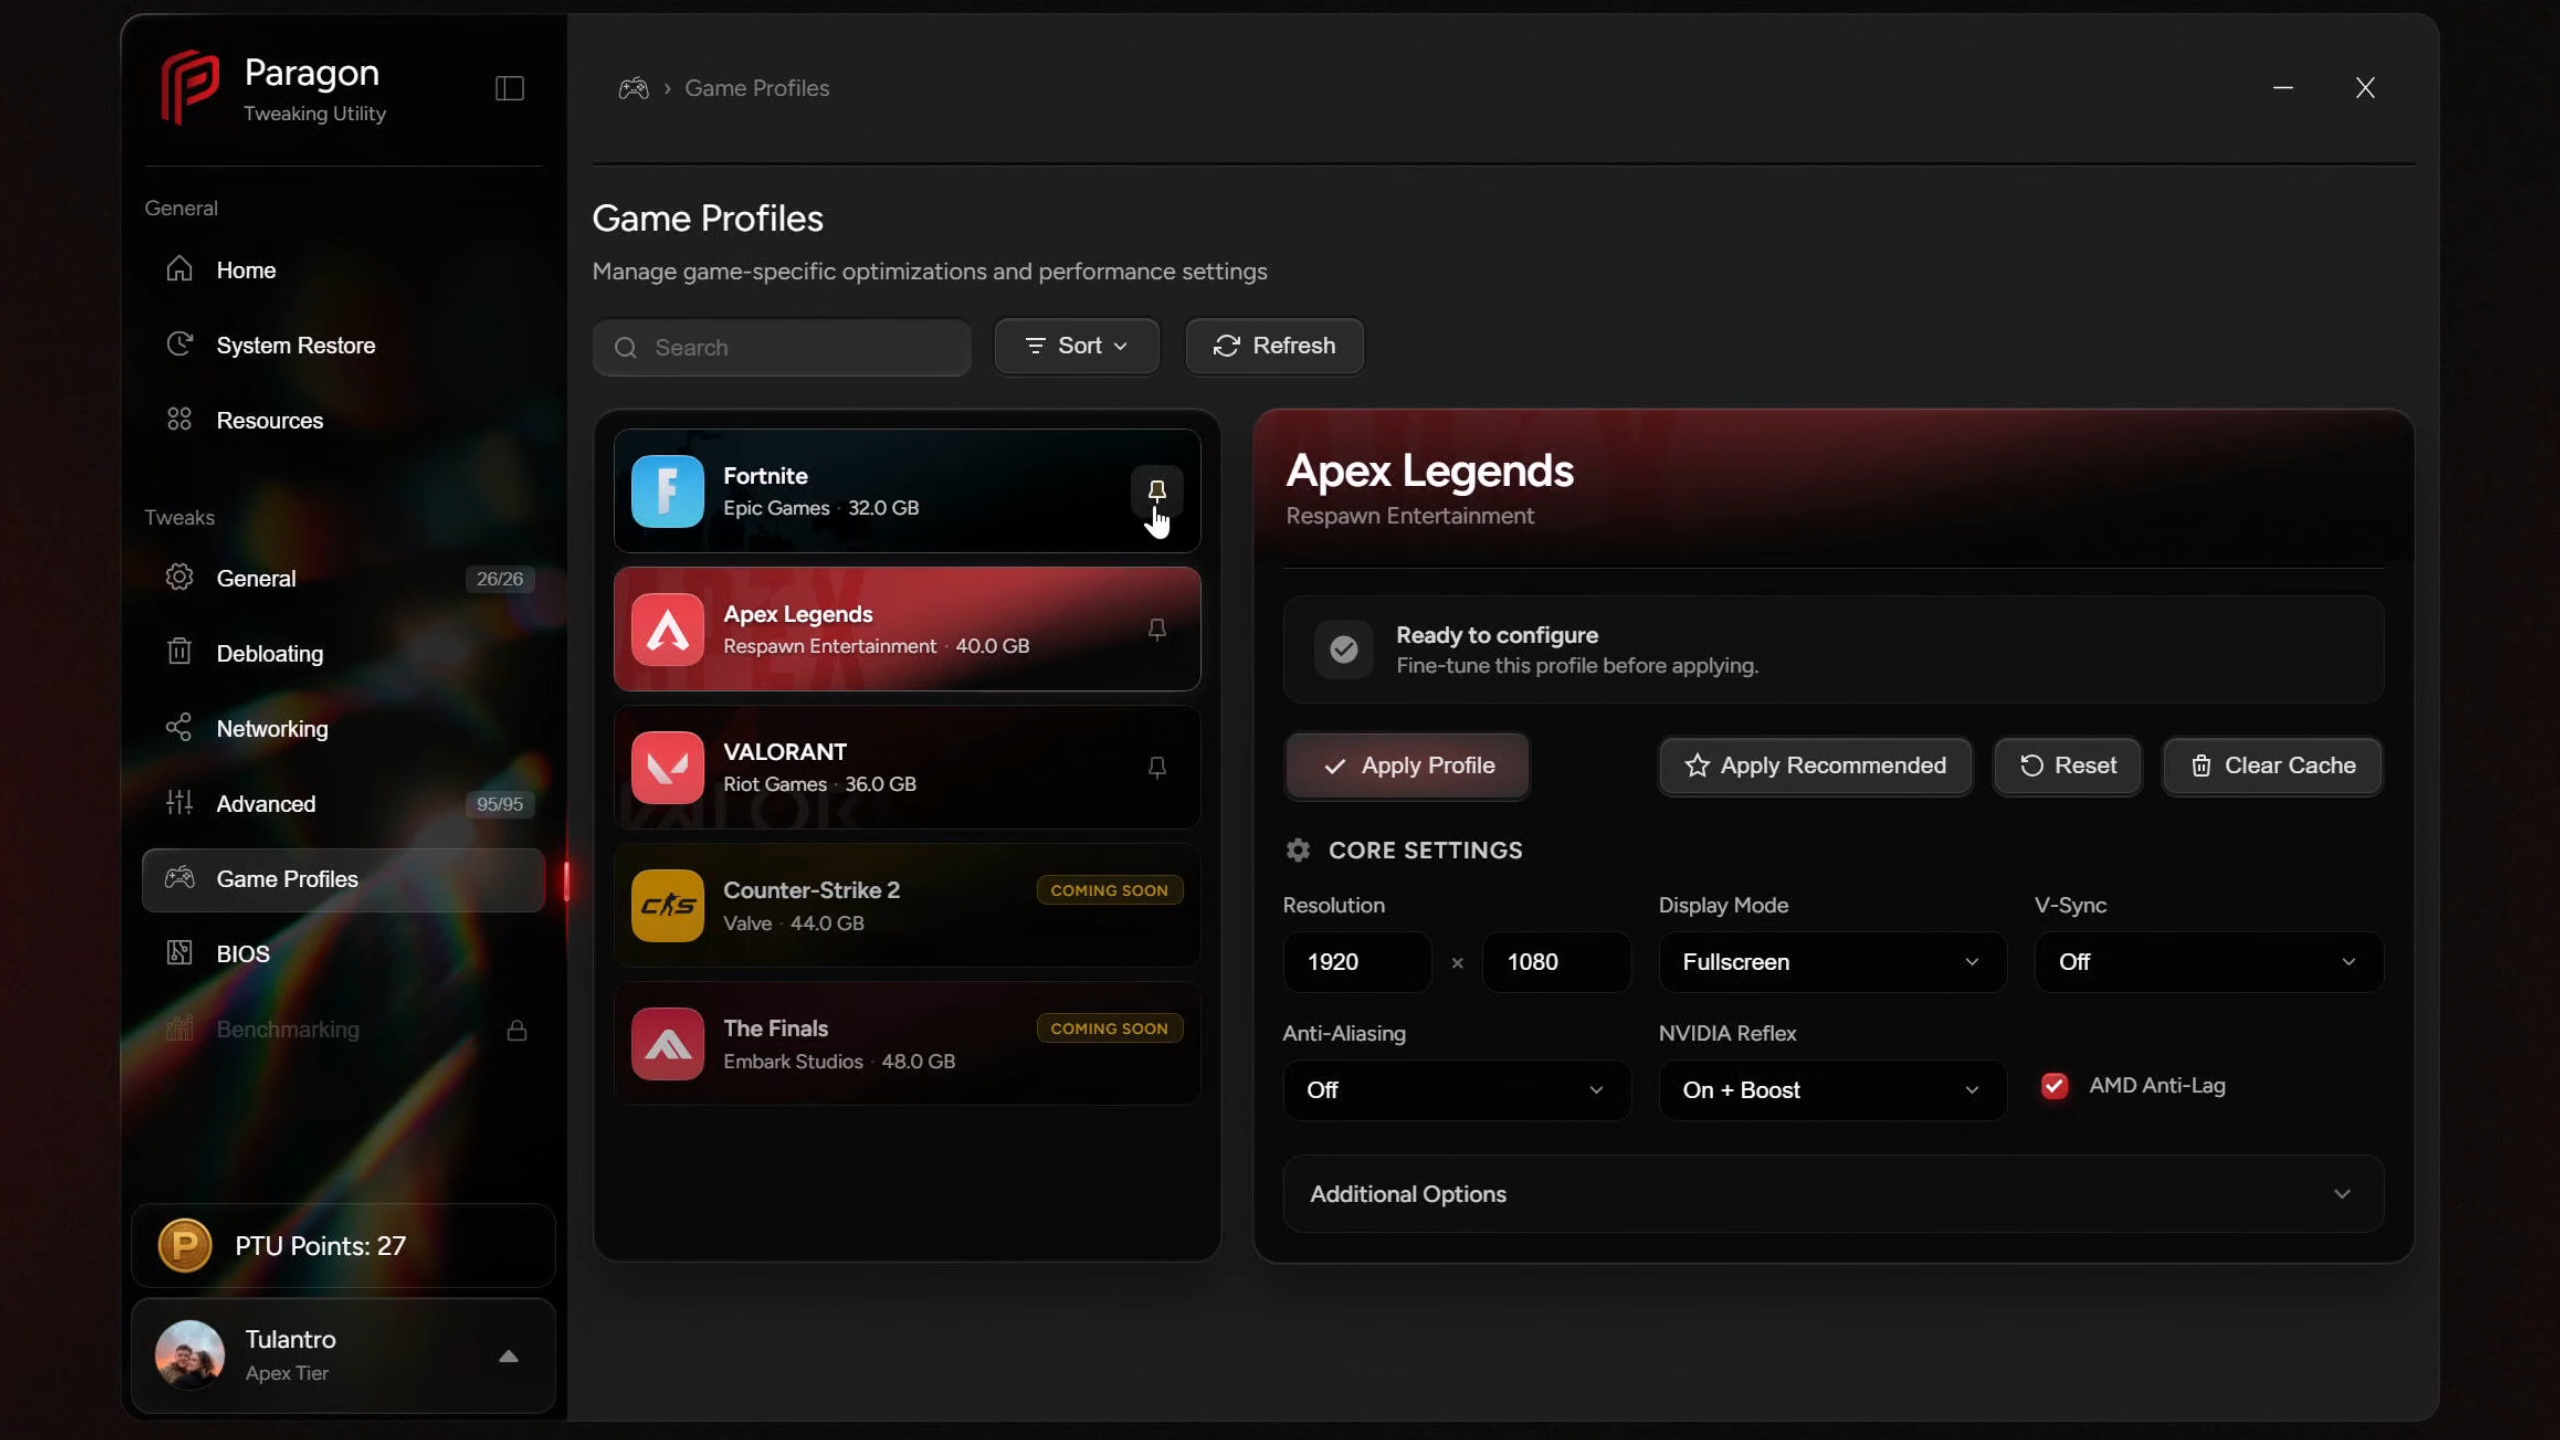 Paragon
Tweaking Utility
General
Home
System Restore
Resources
Tweaks
General 26/26
Debloating
Networking
Advanced 95/95
Game Profiles
BIOS
Benchmarking
PTU Points: 27
Tulantro
Apex Tier
Game Profiles
Game Profiles
Manage game-specific optimizations and performance settings
Search
Sort
Refresh
Fortnite
Epic Games · 32.0 GB
Apex Legends
Respawn Entertainment · 40.0 GB
VALORANT
Riot Games · 36.0 GB
Counter-Strike 2
Valve · 44.0 GB
COMING SOON
The Finals
Embark Studios · 48.0 GB
COMING SOON
Apex Legends
Respawn Entertainment
Ready to configure
Fine-tune this profile before applying.
Apply Profile
Apply Recommended
Reset
Clear Cache
CORE SETTINGS
Resolution
1920 × 1080
Display Mode
Fullscreen
V-Sync
Off
Anti-Aliasing
Off
NVIDIA Reflex
On + Boost
AMD Anti-Lag
Additional Options